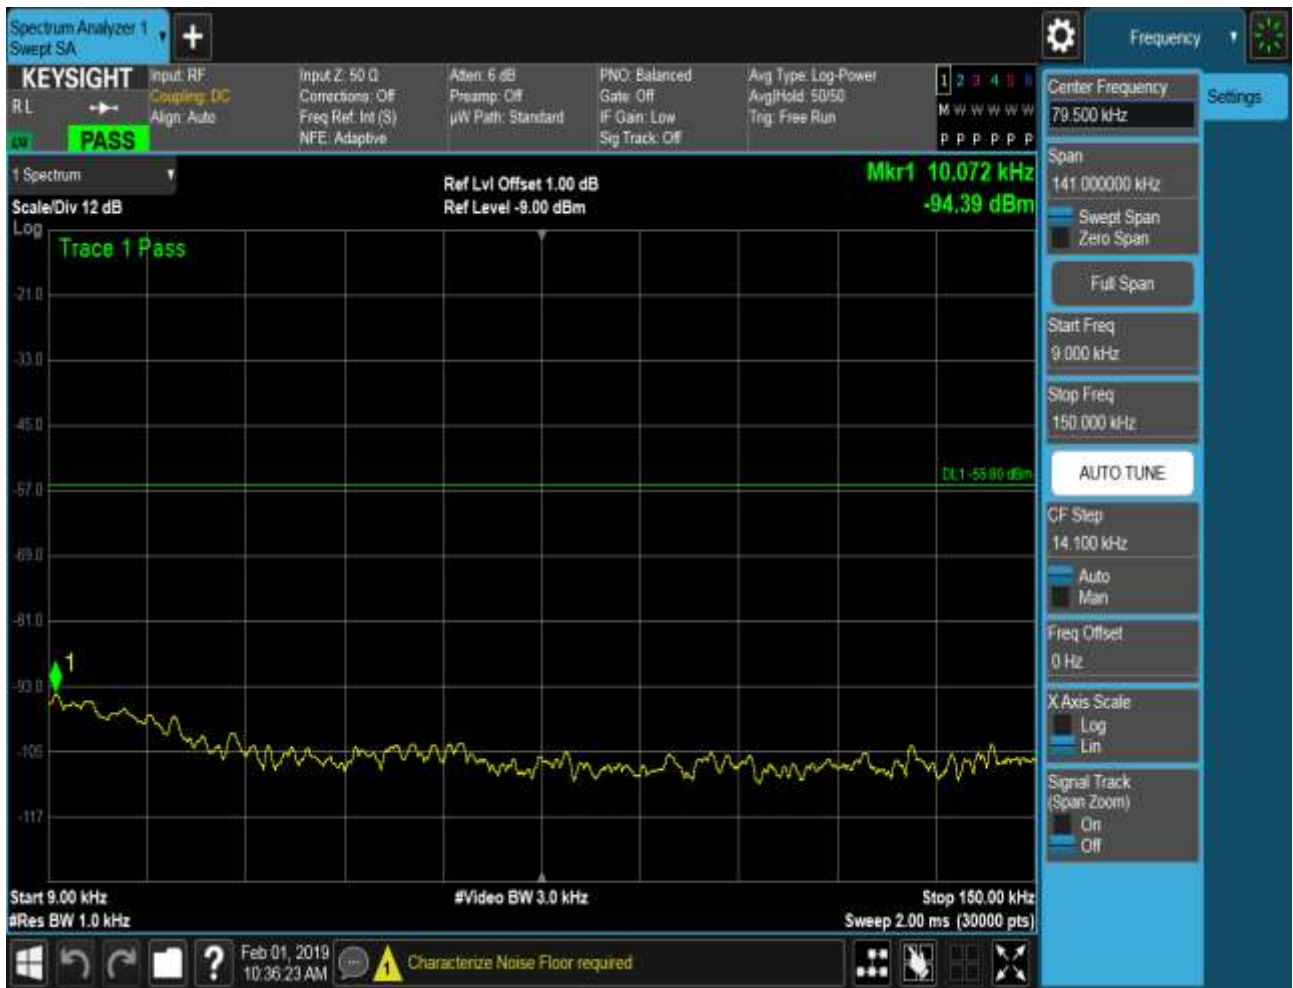 Spectrum Analyzer 1
Swept SA
Frequency
KEYSIGHT
R L
PASS
Input: RF
Coupling: DC
Align: Auto
Input Z: 50 Ω
Corrections: Off
Freq Ref: Int (S)
NFE: Adaptive
Atten: 6 dB
Preamp: Off
µW Path: Standard
PNO: Balanced
Gate: Off
IF Gain: Low
Sig Track: Off
Avg Type: Log-Power
Avg|Hold: 50/50
Trig: Free Run
1 2 3 4 5 6
M W W W W W
P P P P P P
1 Spectrum
Scale/Div 12 dB
Log
Ref Lvl Offset 1.00 dB
Ref Level -9.00 dBm
Mkr1 10.072 kHz
-94.39 dBm
Trace 1 Pass
-21.0
-33.0
-45.0
DL1 -55.80 dBm
-57.0
-69.0
-81.0
1
-93.0
-105
-117
Start 9.00 kHz
#Res BW 1.0 kHz
#Video BW 3.0 kHz
Stop 150.00 kHz
Sweep 2.00 ms (30000 pts)
Center Frequency
79.500 kHz
Settings
Span
141.000000 kHz
Swept Span
Zero Span
Full Span
Start Freq
9.000 kHz
Stop Freq
150.000 kHz
AUTO TUNE
CF Step
14.100 kHz
Auto
Man
Freq Offset
0 Hz
X Axis Scale
Log
Lin
Signal Track
(Span Zoom)
On
Off
?
Feb 01, 2019
10:36:23 AM
1
Characterize Noise Floor required